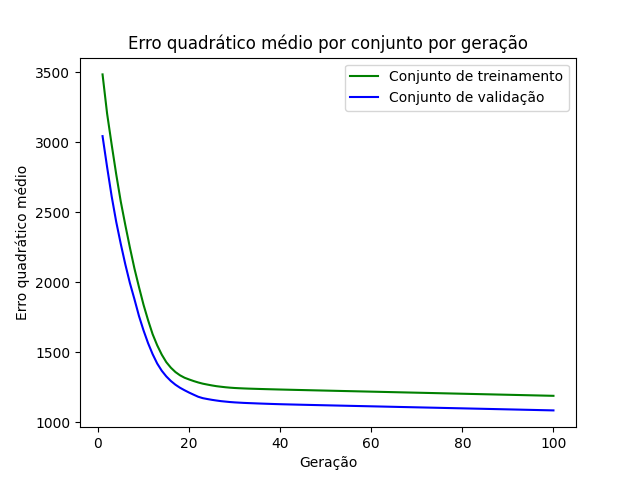 Erro quadrático médio por conjunto por geração
Conjunto de treinamento
Conjunto de validação
Erro quadrático médio
3500
3000
2500
2000
1500
1000
0 20 40 60 80 100
Geração